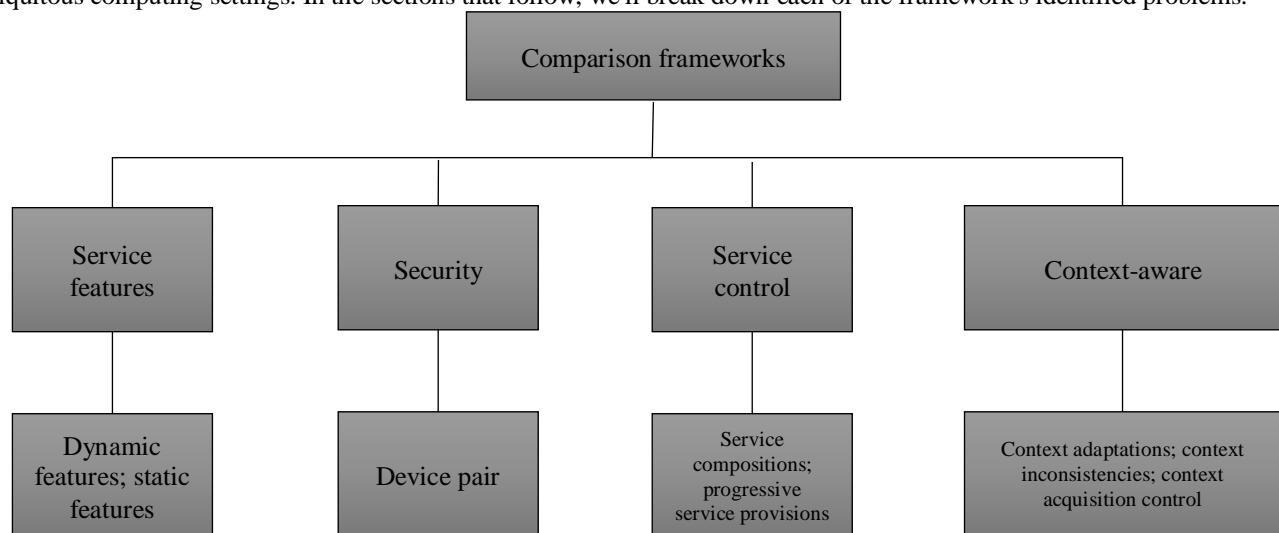 quitous computing settings. In the sections that follow, we'll break down each of the framework's identified problems.
Comparison frameworks
Service
features
Security
Service
control
Context-aware
Dynamic
features; static
features
Device pair
Service
compositions;
progressive
service provisions
Context adaptations; context
inconsistencies; context
acquisition control